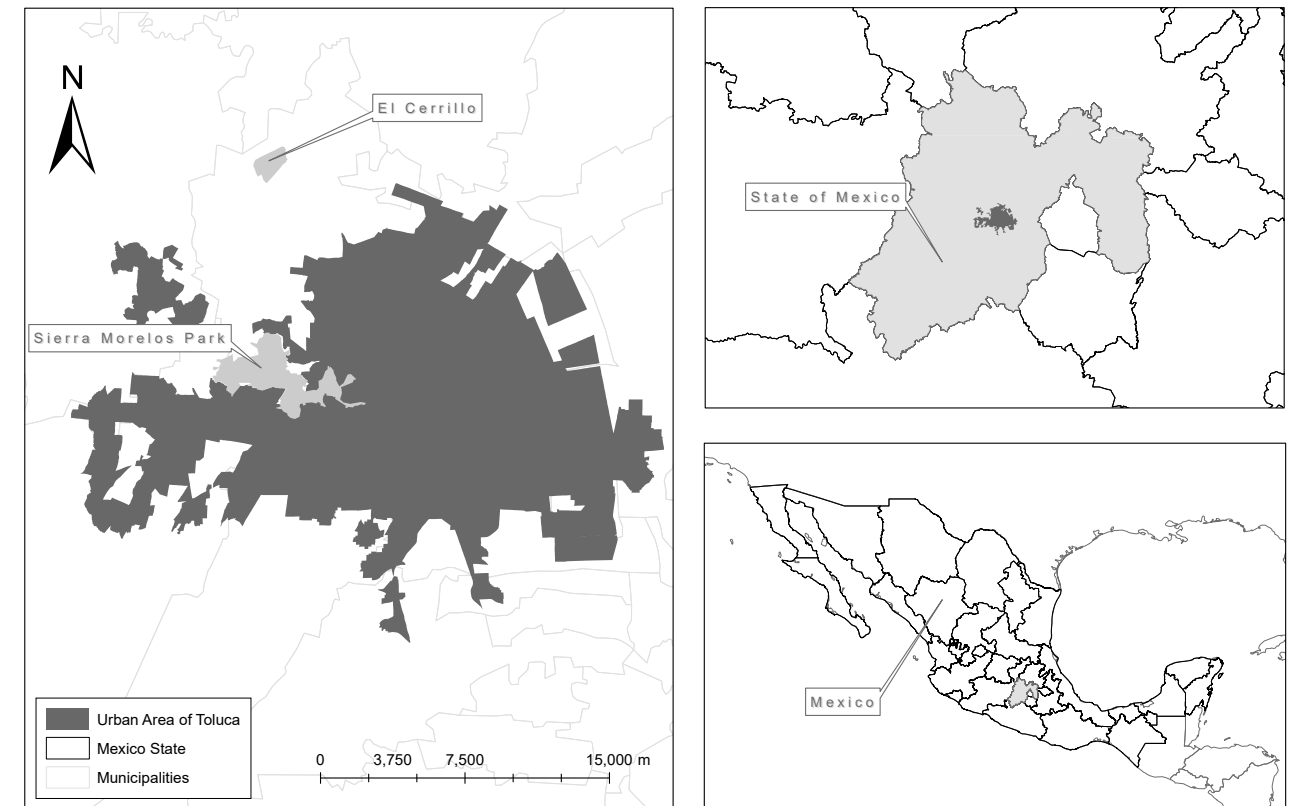 N
El Cerrillo
Sierra Morelos Park
Urban Area of Toluca
Mexico State
Municipalities
0 3,750 7,500 15,000 m
State of Mexico
Mexico